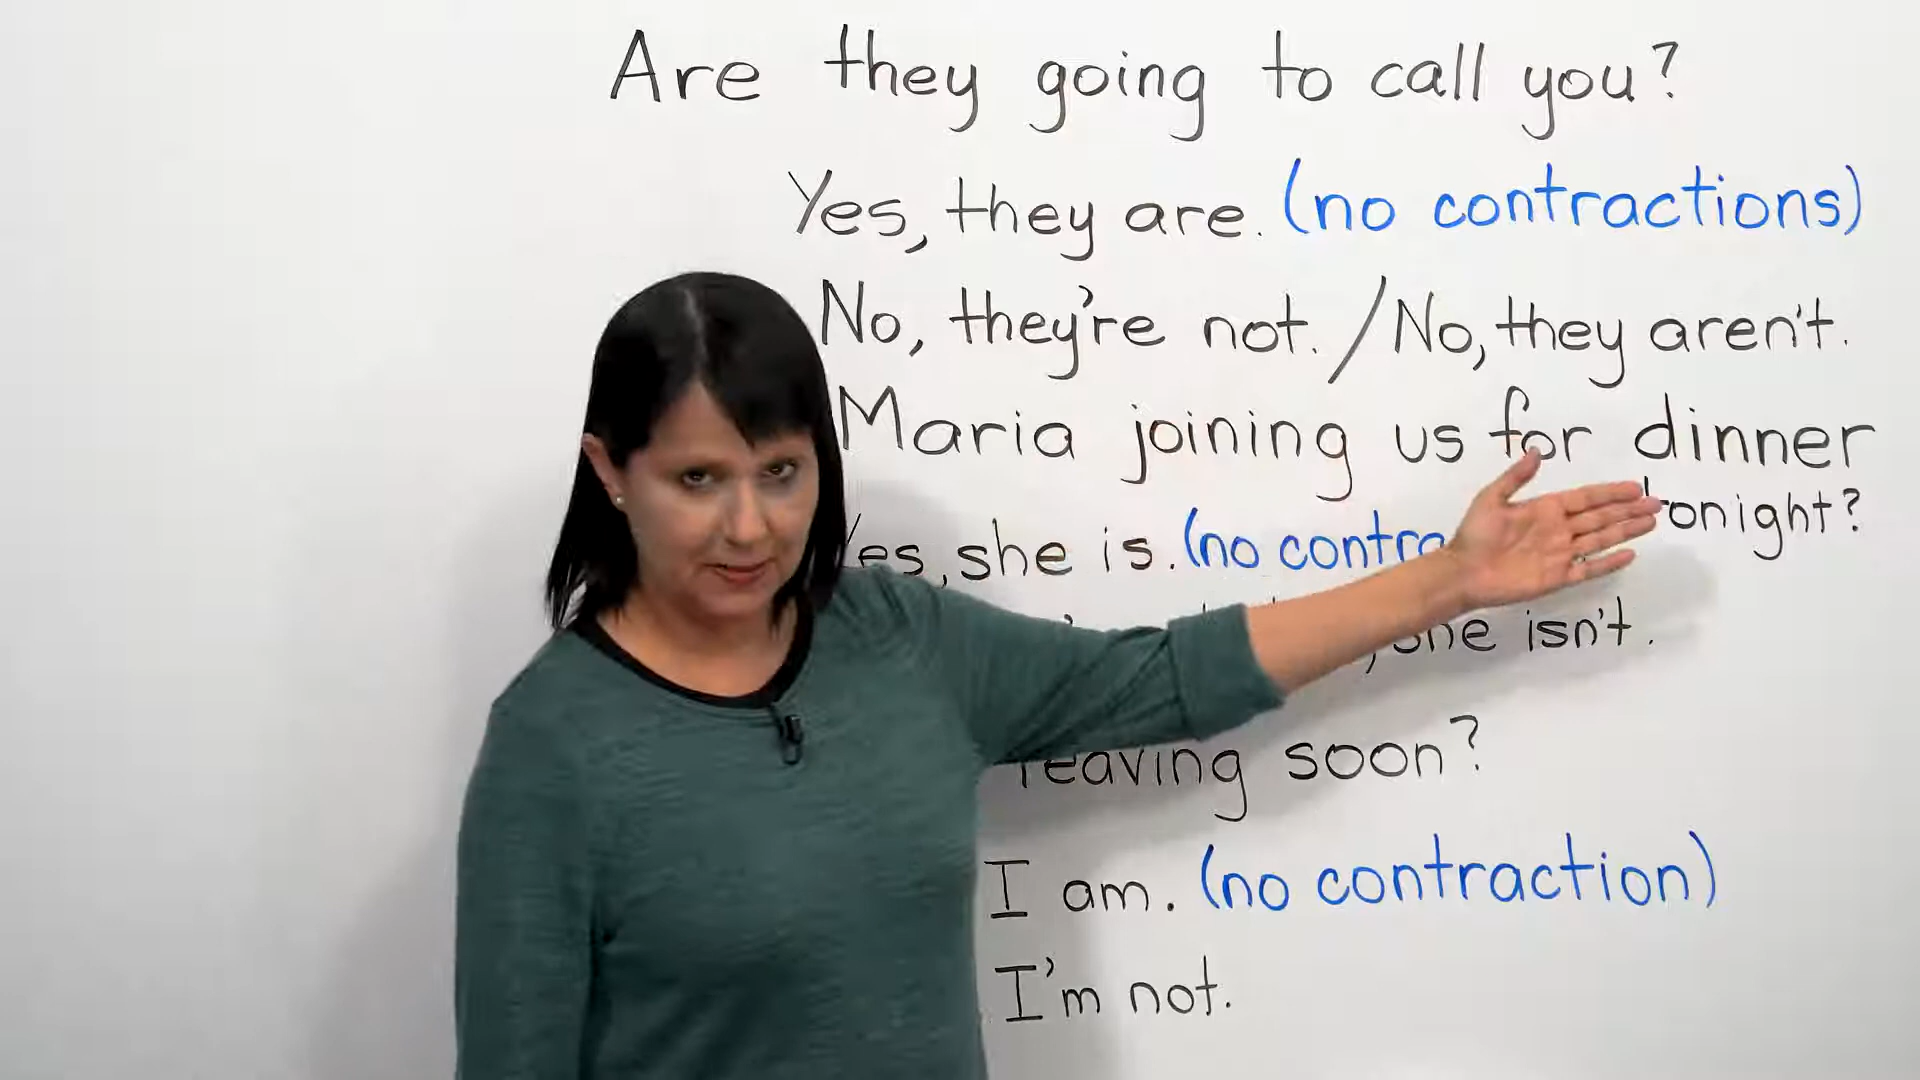 Are they going to call you?
Yes, they are. (no contractions)
No, they're not. / No, they aren't.
Maria joining us for dinner
tonight?
Yes, she is. (no contra
she isn't.
leaving soon?
I am. (no contraction)
I'm not.